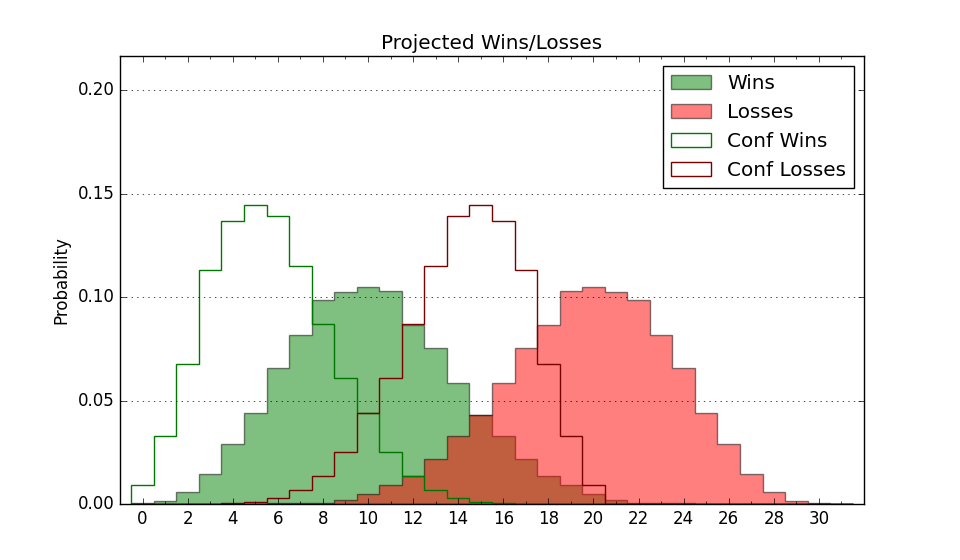 Projected Wins/Losses
Wins
Losses
Conf Wins
Conf Losses
Probability
0.20
0.15
0.10
0.05
0.00
0 2 4 6 8 10 12 14 16 18 20 22 24 26 28 30